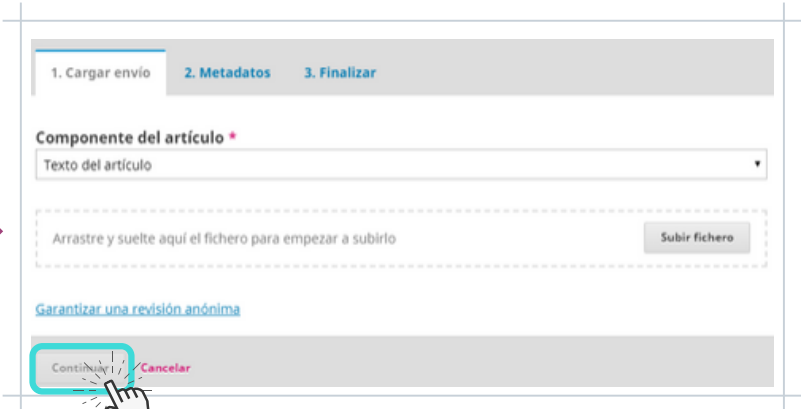 1. Cargar envío 2. Metadatos 3. Finalizar
Componente del artículo *
Texto del artículo
Arrastre y suelte aquí el fichero para empezar a subirlo Subir fichero
Garantizar una revisión anónima
Continuar Cancelar